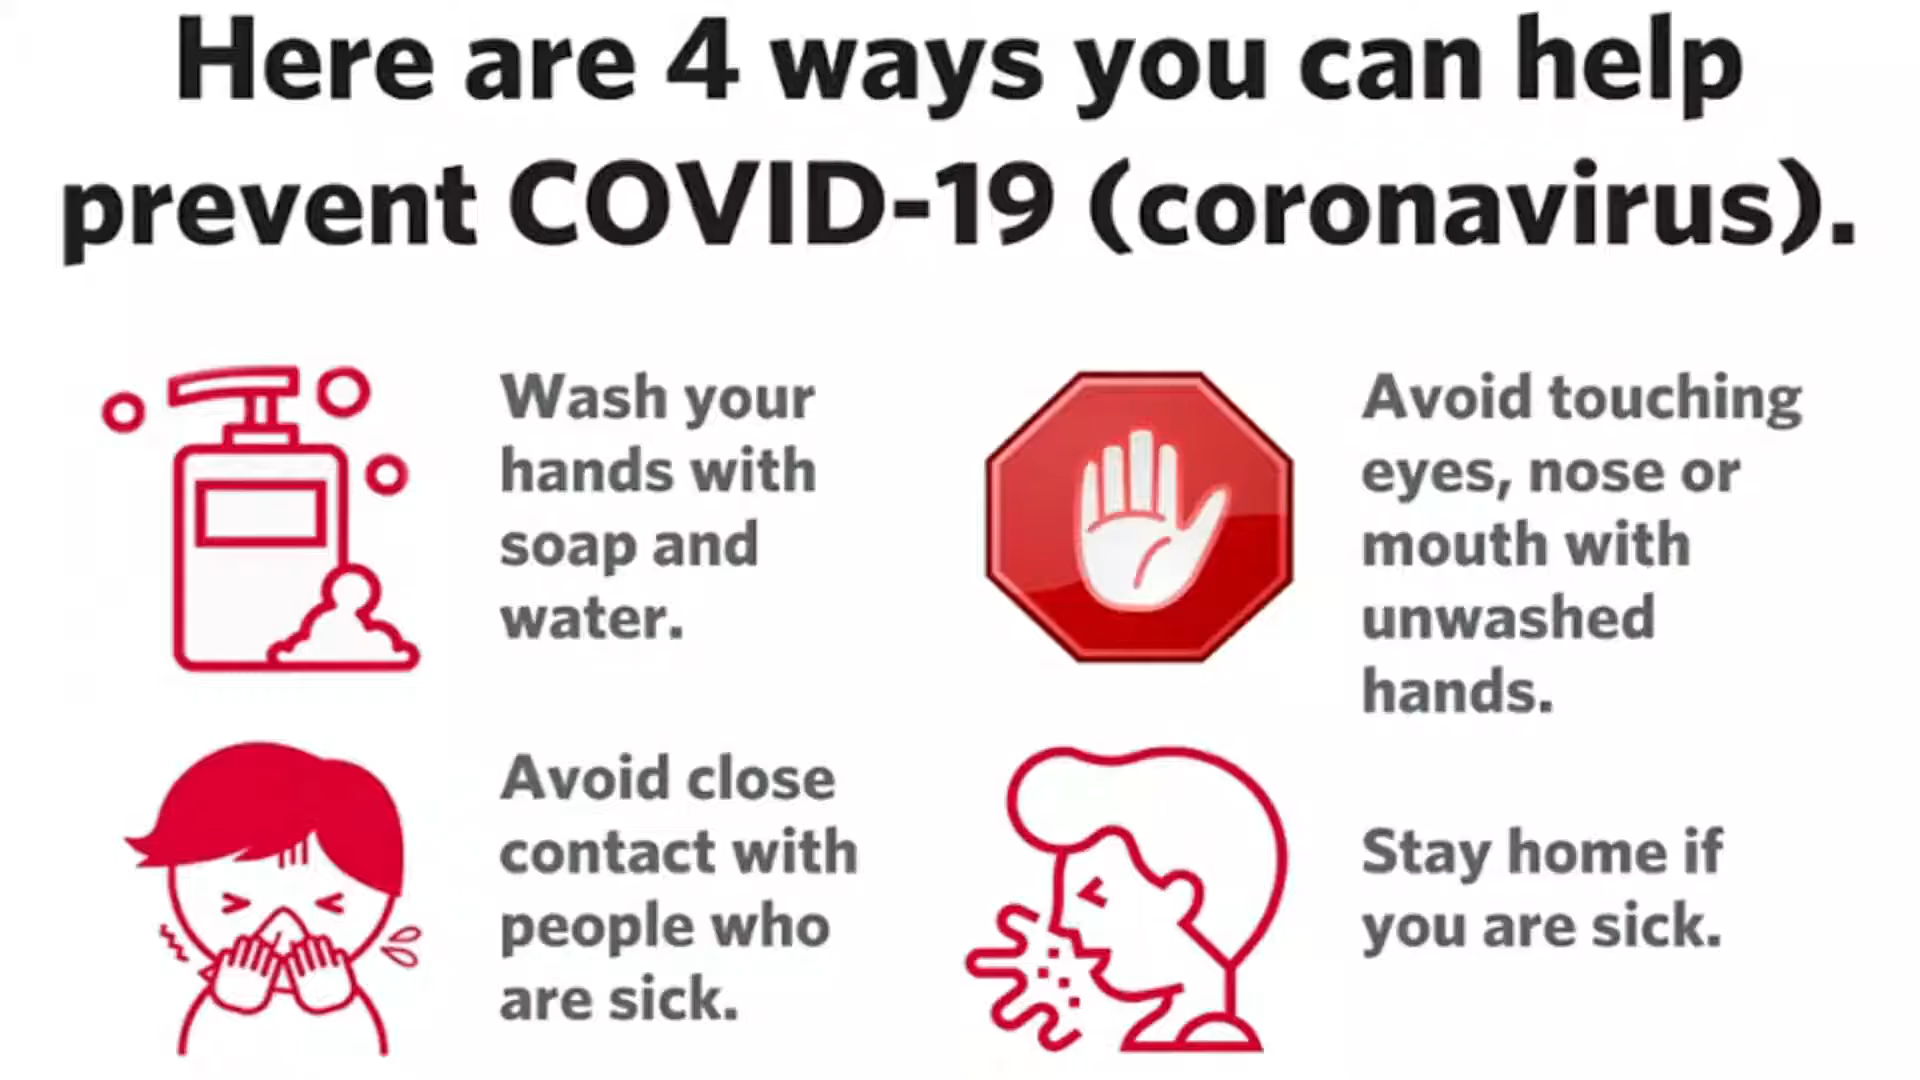 Here are 4 ways you can help
prevent COVID-19 (coronavirus).
Wash your
hands with
soap and
water.
Avoid touching
eyes, nose or
mouth with
unwashed
hands.
Avoid close
contact with
people who
are sick.
Stay home if
you are sick.